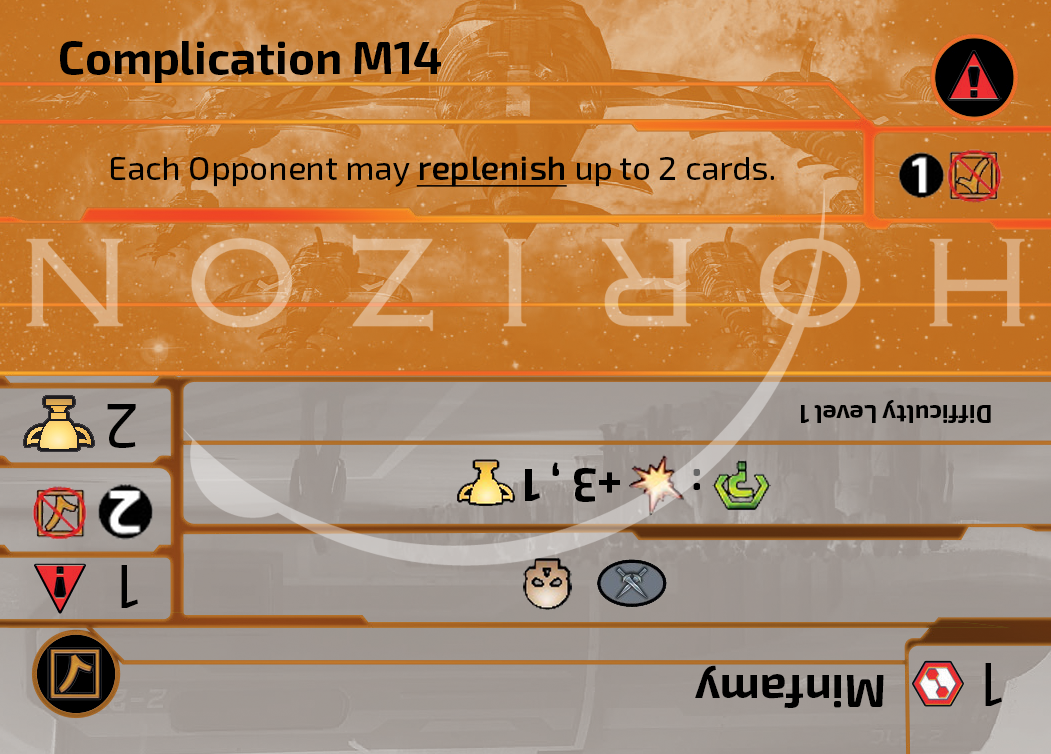 Complication M14
Each Opponent may replenish up to 2 cards.
1
HORIZON
1
Minfamy
1
2
: +3 , 1
2
Difficulty Level 1